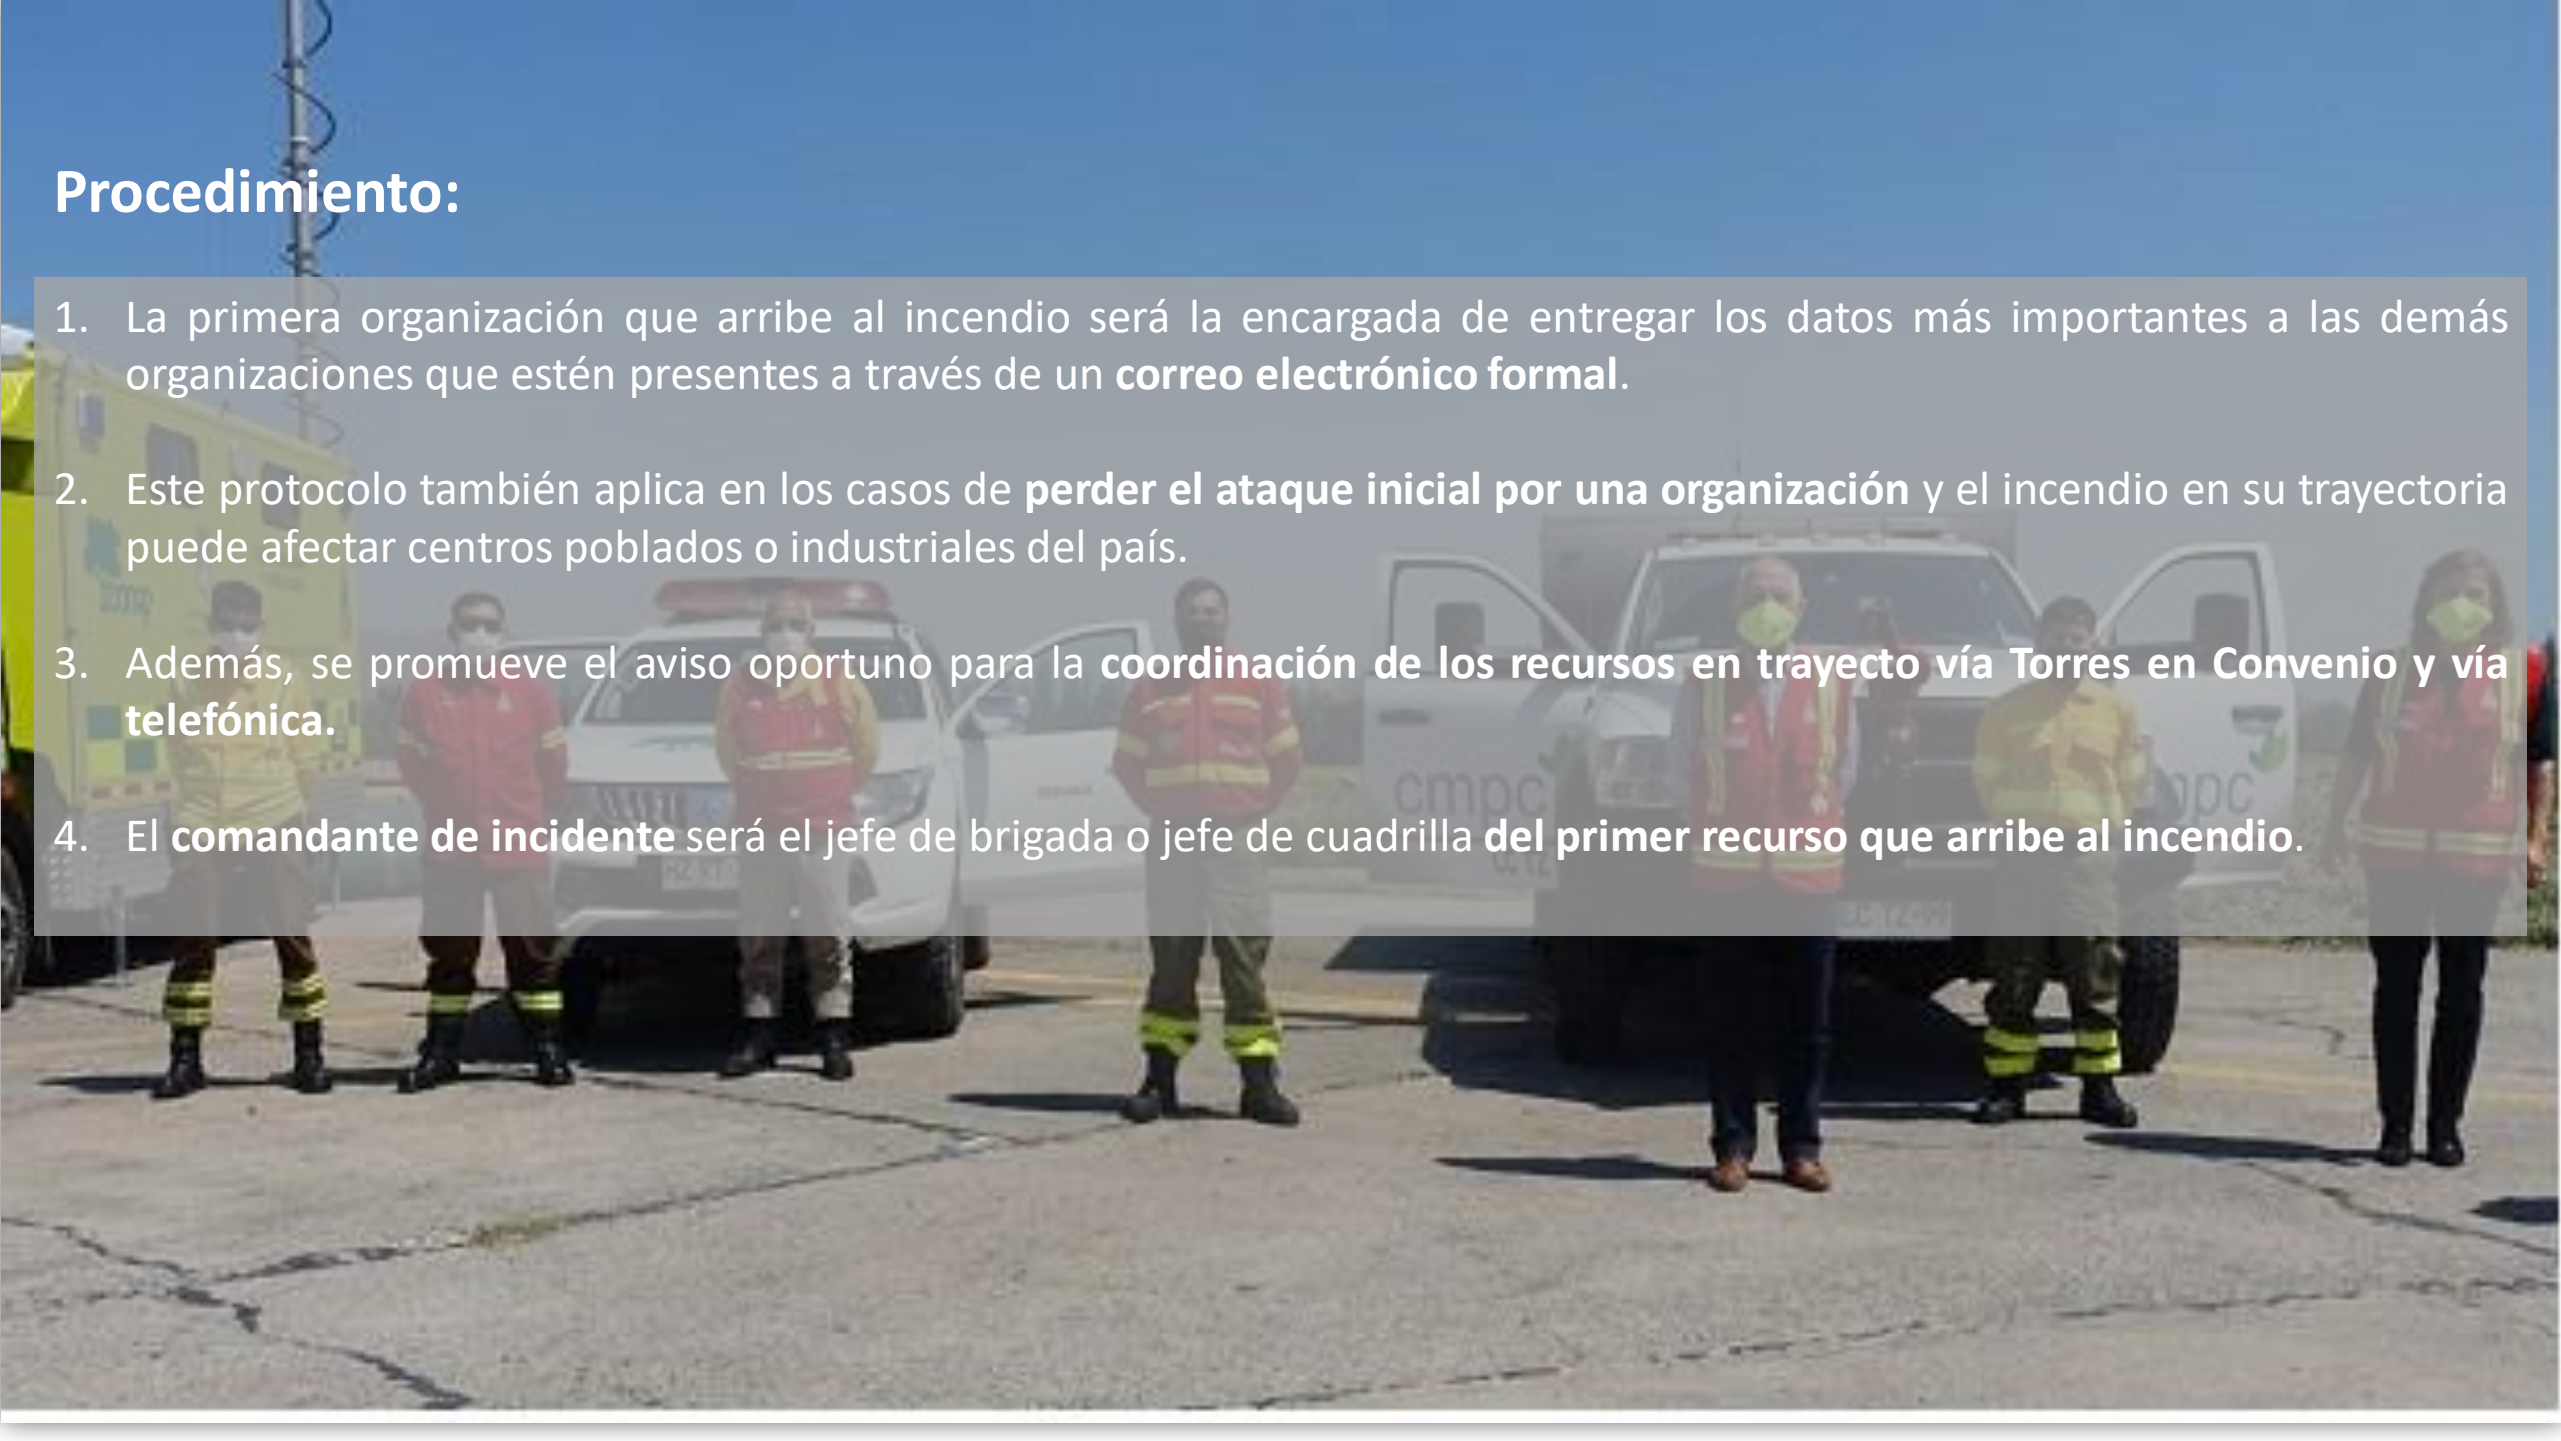 Procedimiento:
1. La primera organización que arribe al incendio será la encargada de entregar los datos más importantes a las demás
organizaciones que estén presentes a través de un correo electrónico formal.
2. Este protocolo también aplica en los casos de perder el ataque inicial por una organización y el incendio en su trayectoria
puede afectar centros poblados o industriales del país.
3. Además, se promueve el aviso oportuno para la coordinación de los recursos en trayecto vía Torres en Convenio y vía
telefónica.
4. El comandante de incidente será el jefe de brigada o jefe de cuadrilla del primer recurso que arribe al incendio.
cmpc